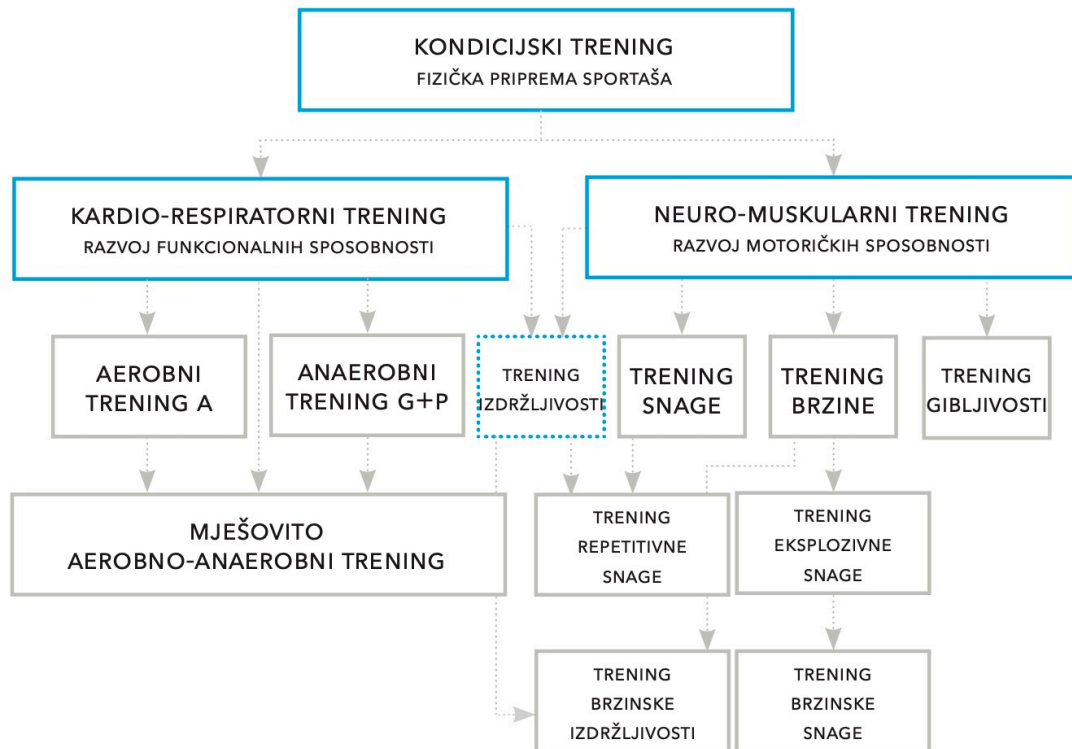 KONDICIJSKI TRENING
FIZIČKA PRIPREMA SPORTAŠA
KARDIO-RESPIRATORNI TRENING
RAZVOJ FUNKCIONALNIH SPOSOBNOSTI
NEURO-MUSKULARNI TRENING
RAZVOJ MOTORIČKIH SPOSOBNOSTI
AEROBNI
TRENING A
ANAEROBNI
TRENING G+P
TRENING
IZDRŽLJIVOSTI
TRENING
SNAGE
TRENING
BRZINE
TRENING
GIBLJIVOSTI
MJEŠOVITO
AEROBNO-ANAEROBNI TRENING
TRENING
REPETITIVNE
SNAGE
TRENING
EKSPLOZIVNE
SNAGE
TRENING
BRZINSKE
IZDRŽLJIVOSTI
TRENING
BRZINSKE
SNAGE